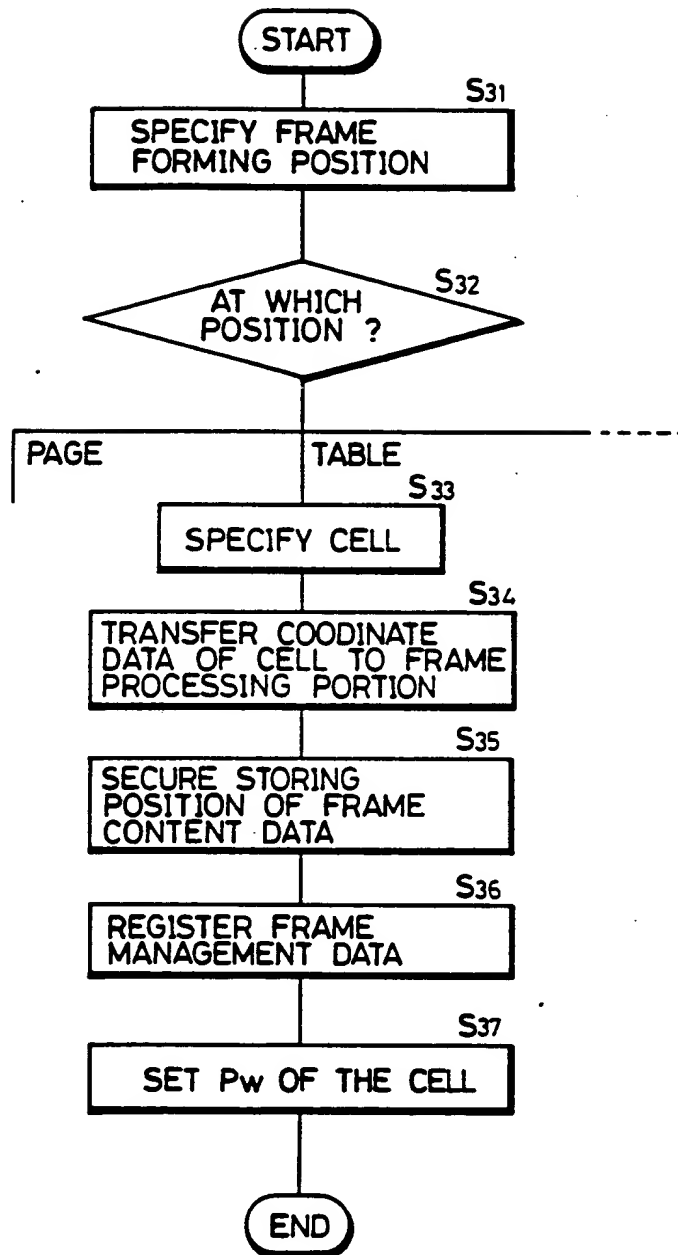 START
S31
SPECIFY FRAME
FORMING POSITION
S32
AT WHICH
POSITION ?
PAGE
TABLE
S33
SPECIFY CELL
S34
TRANSFER COODINATE
DATA OF CELL TO FRAME
PROCESSING PORTION
S35
SECURE STORING
POSITION OF FRAME
CONTENT DATA
S36
REGISTER FRAME
MANAGEMENT DATA
S37
SET Pw OF THE CELL
END